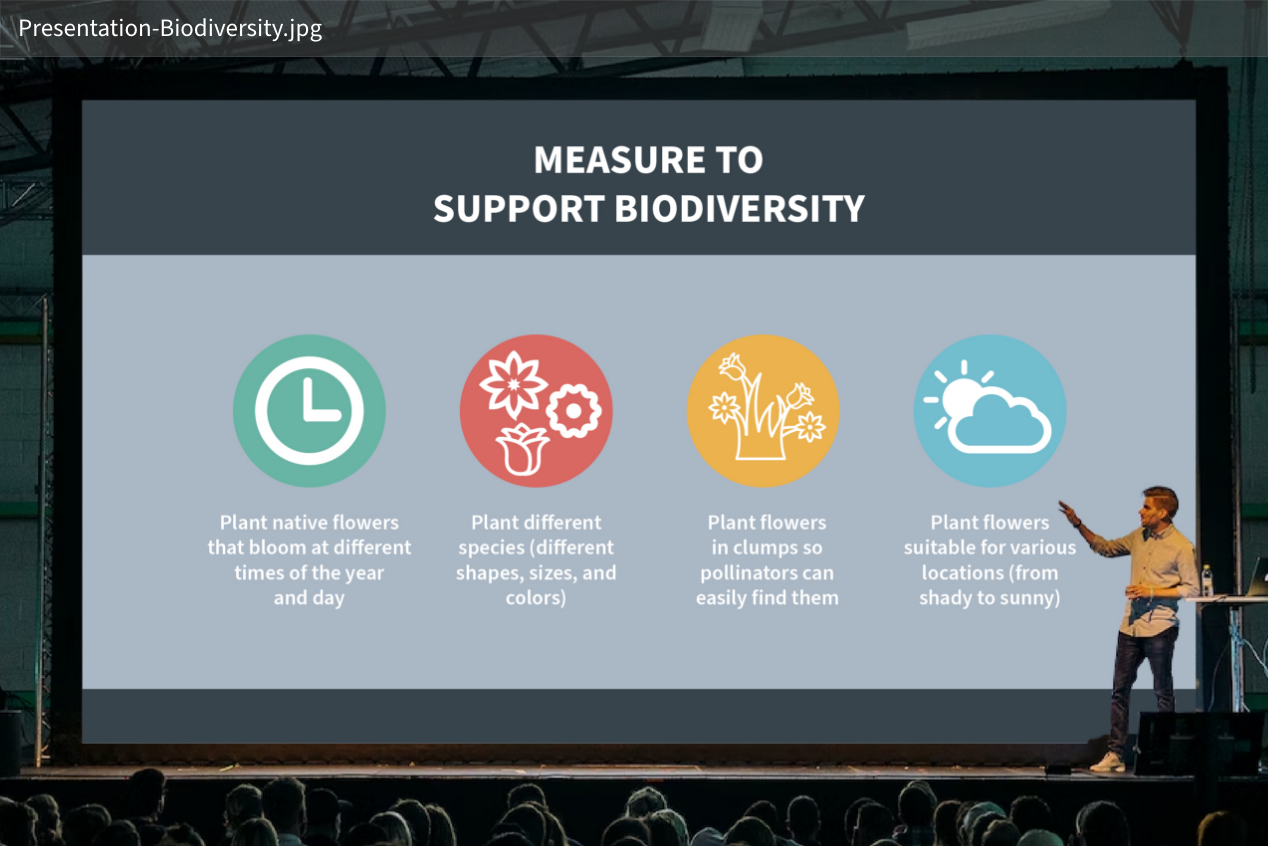 Presentation-Biodiversity.jpg
MEASURE TO
SUPPORT BIODIVERSITY
Plant native flowers
that bloom at different
times of the year
and day
Plant different
species (different
shapes, sizes, and
colors)
Plant flowers
in clumps so
pollinators can
easily find them
Plant flowers
suitable for various
locations (from
shady to sunny)